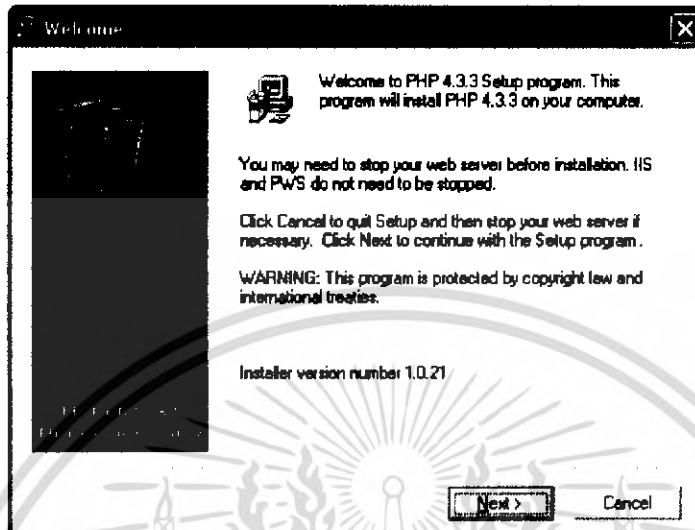 Welcome
Welcome to PHP 4.3.3 Setup program. This
program will install PHP 4.3.3 on your computer.
You may need to stop your web server before installation. IIS
and PWS do not need to be stopped.
Click Cancel to quit Setup and then stop your web server if
necessary. Click Next to continue with the Setup program.
WARNING: This program is protected by copyright law and
international treaties.
Installer version number 1.0.21
Next >
Cancel